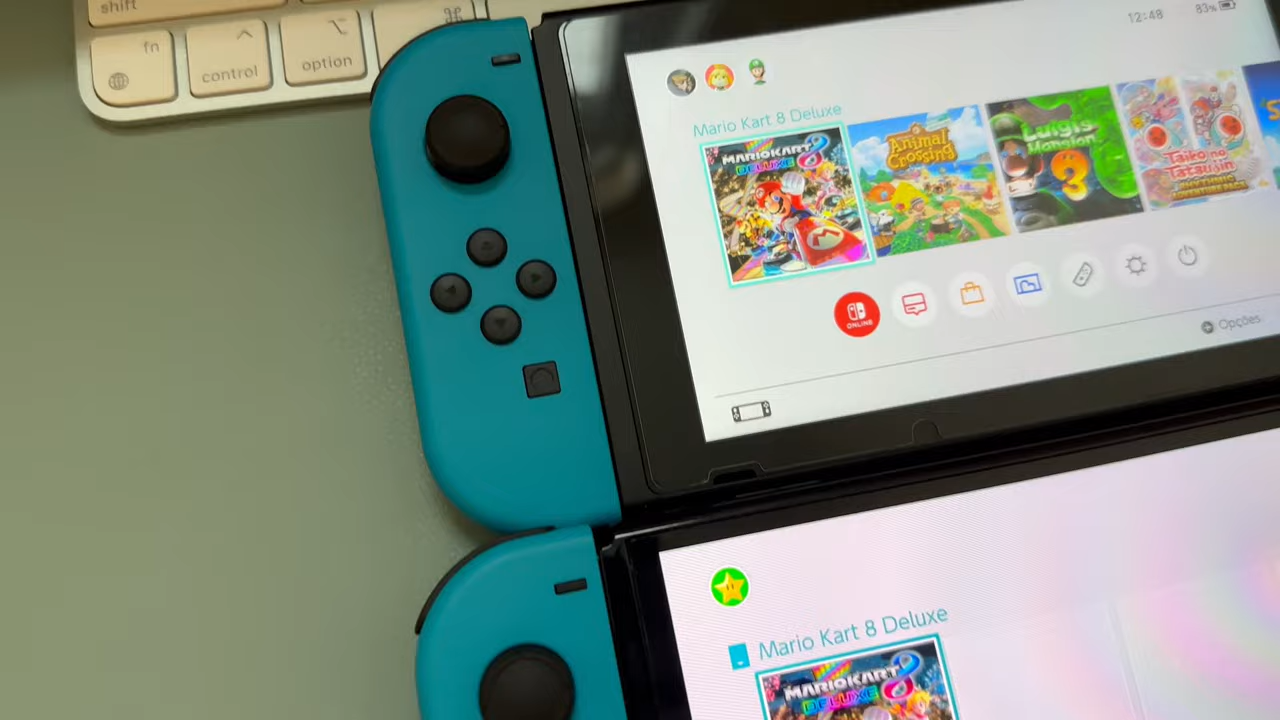 shift
fn
control
option
⌘
12:48
83%
Mario Kart 8 Deluxe
MARIOKART 8
DELUXE
Animal
Crossing
Luigi's
Mansion
3
Taiko no
Tatsujin
ONLINE
Opções
Mario Kart 8 Deluxe
MARIOKART 8
DELUXE